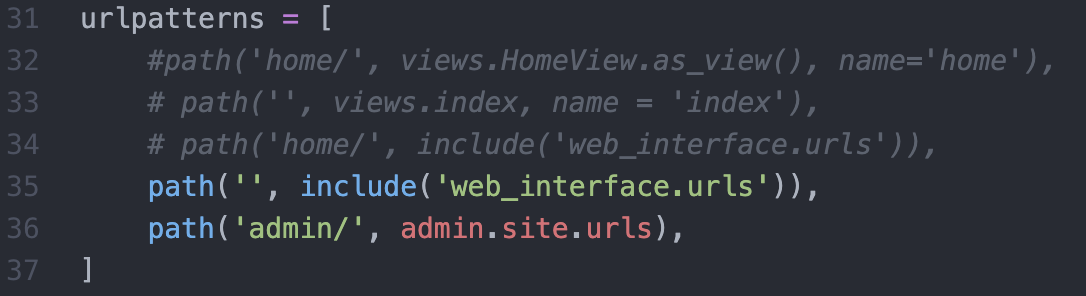 31 urlpatterns = [
32 #path('home/', views.HomeView.as_view(), name='home'),
33 # path('', views.index, name = 'index'),
34 # path('home/', include('web_interface.urls')),
35 path('', include('web_interface.urls')),
36 path('admin/', admin.site.urls),
37 ]